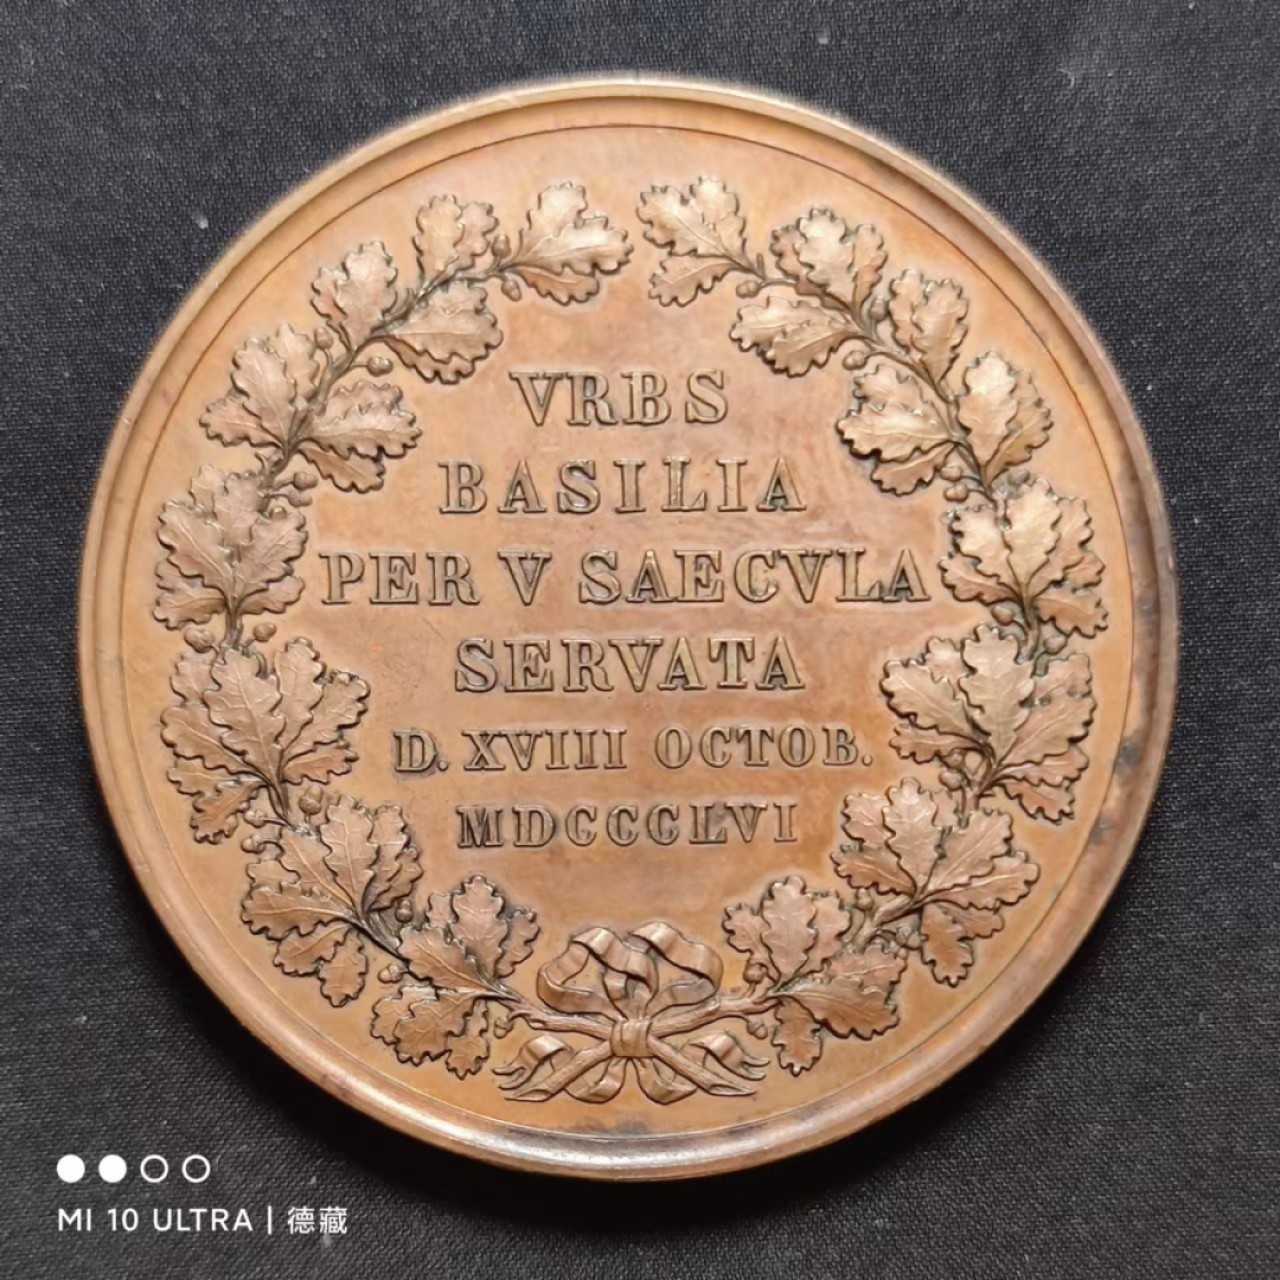 VRBS
BASILIA
PER V SAECVLA
SERVATA
D. XVIII OCTOB.
MDCCCLVI
MI 10 ULTRA | 德藏